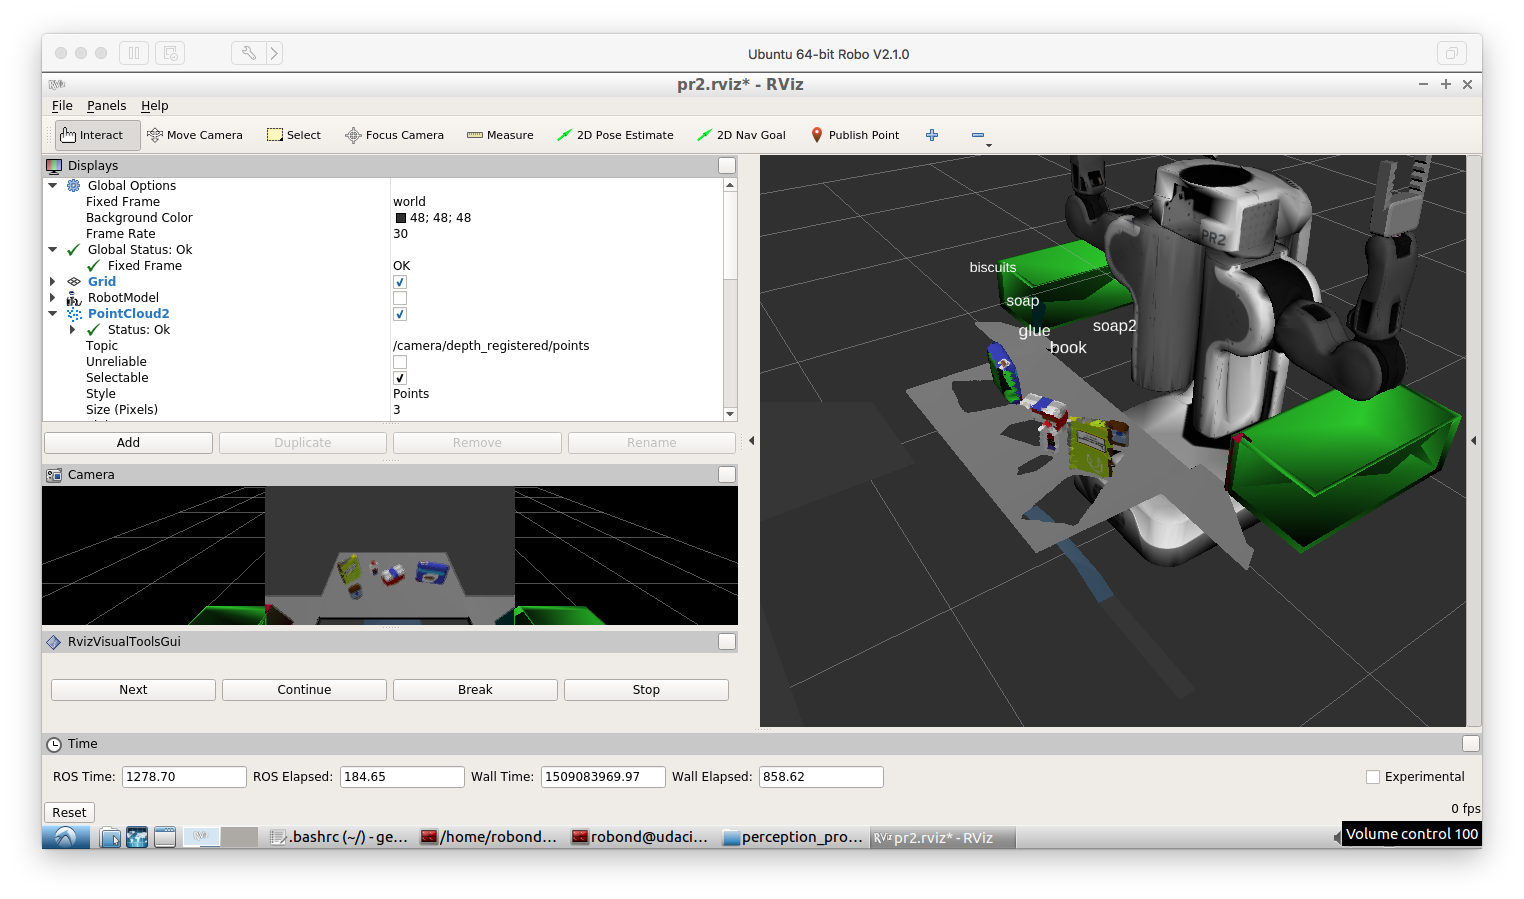 Ubuntu 64-bit Robo V2.1.0
pr2.rviz* - RViz
File Panels Help
Interact Move Camera Select Focus Camera Measure 2D Pose Estimate 2D Nav Goal Publish Point
Displays
Global Options
Fixed Frame world
Background Color 48; 48; 48
Frame Rate 30
Global Status: Ok
Fixed Frame OK
Grid
RobotModel
PointCloud2
Status: Ok
Topic /camera/depth_registered/points
Unreliable
Selectable
Style Points
Size (Pixels) 3
Add Duplicate Remove Rename
Camera
RvizVisualToolsGui
Next Continue Break Stop
PR2
biscuits
soap
glue
soap2
book
Time
ROS Time: 1278.70 ROS Elapsed: 184.65 Wall Time: 1509083969.97 Wall Elapsed: 858.62 Experimental
Reset 0 fps
.bashrc (~/) - ge... /home/robond... robond@udaci... perception_pro... RViz pr2.rviz* - RViz
Volume control 100